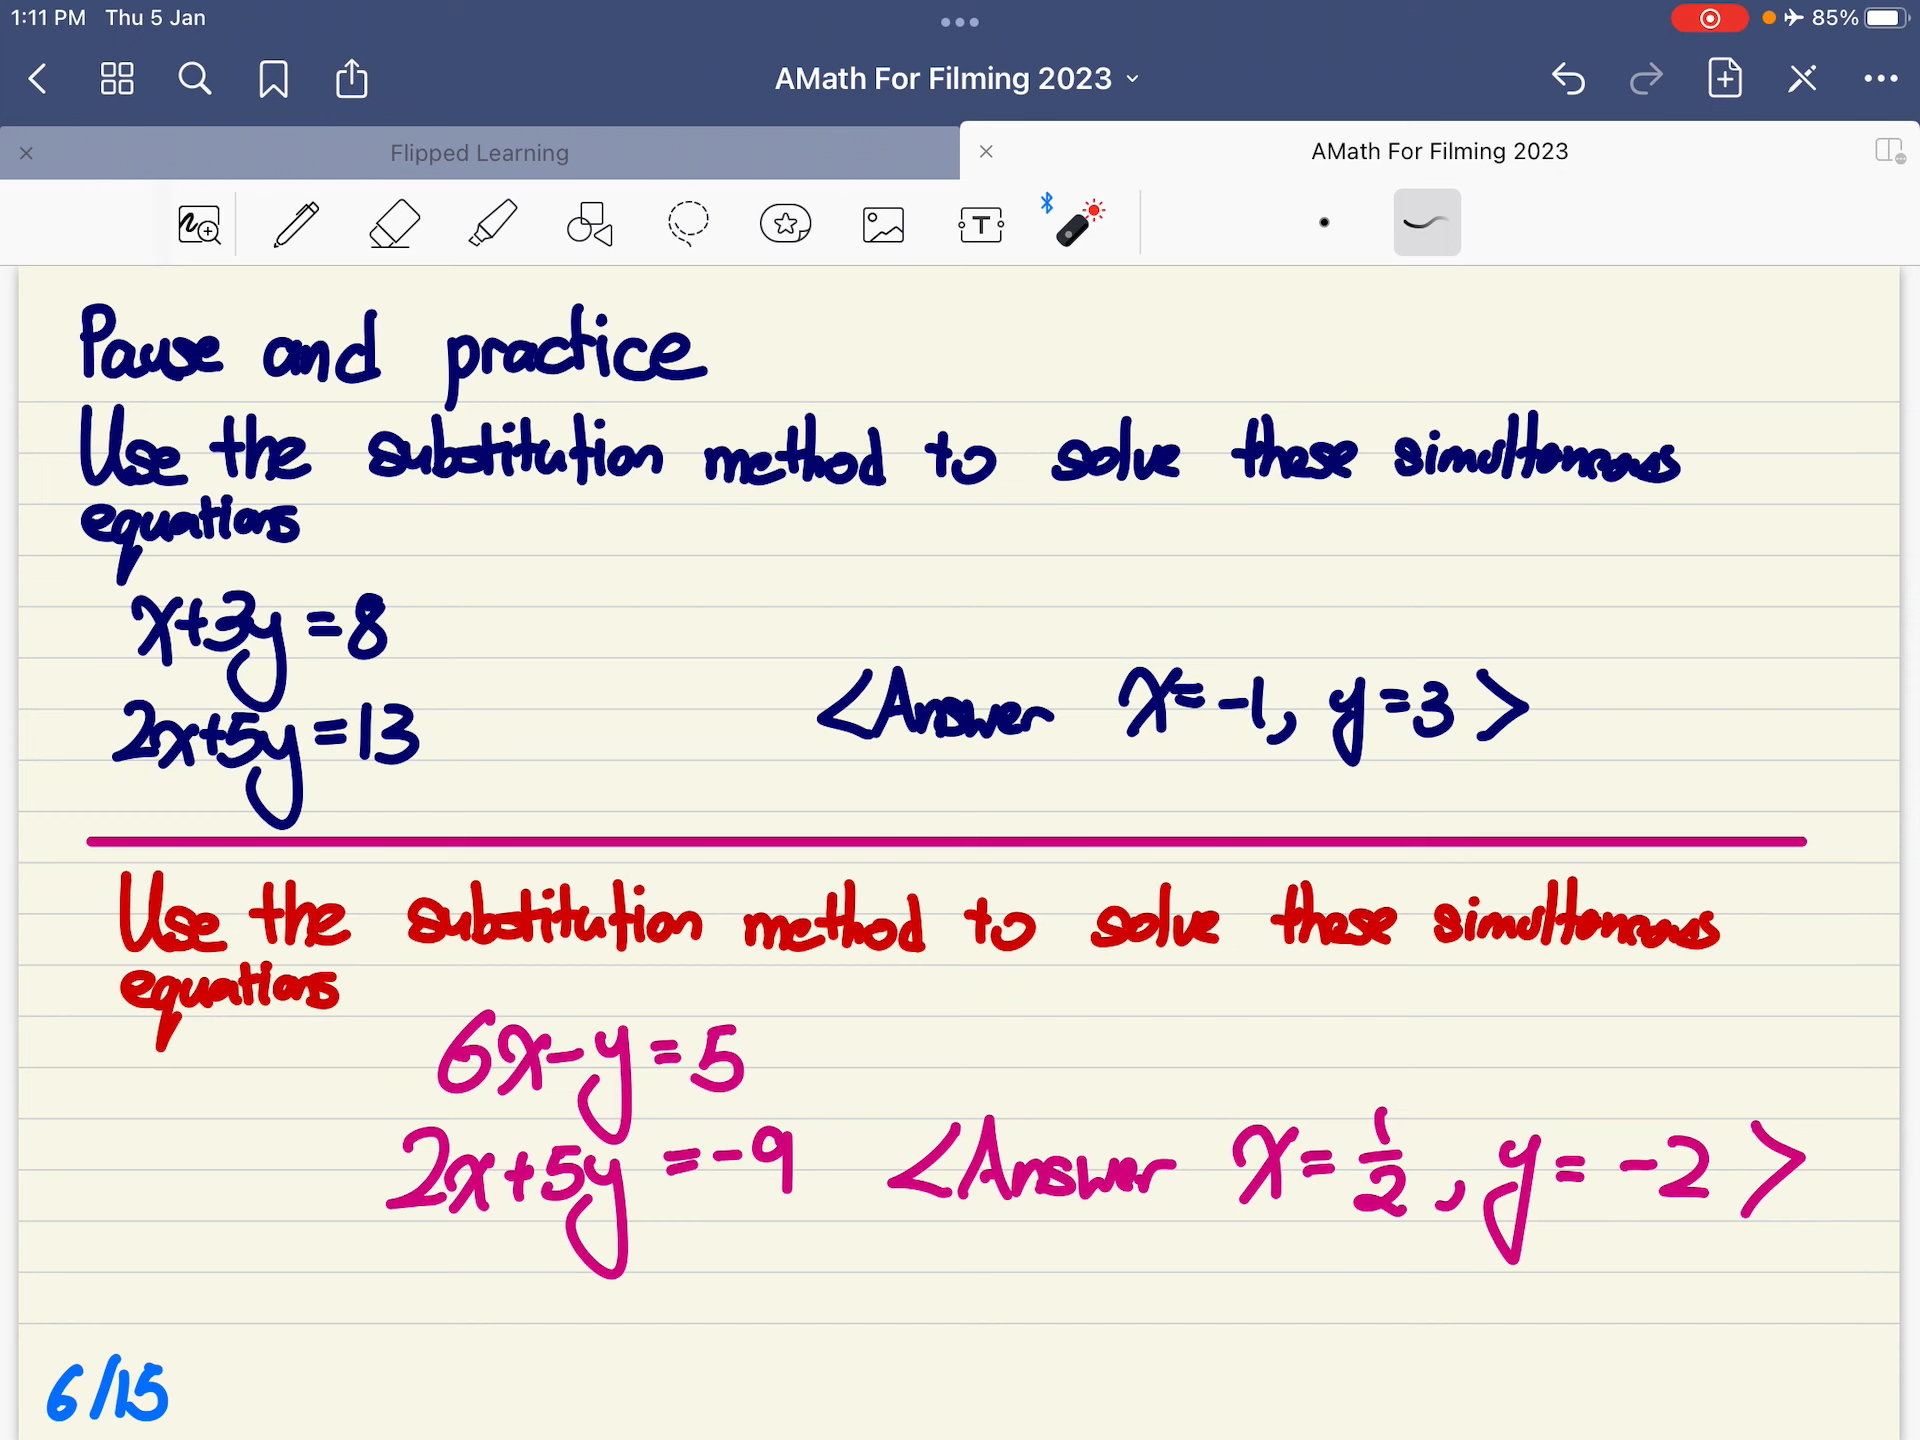 1:11 PM Thu 5 Jan
85%
AMath For Filming 2023
Flipped Learning
AMath For Filming 2023
T
Pause and practice
Use the substitution method to solve these simultaneous
equations
x+3y=8
2x+5y=13
<Answer x=-1, y=3>
Use the substitution method to solve these simultaneous
equations
6x-y=5
2x+5y=-9 <Answer x=1/2, y=-2>
6/15